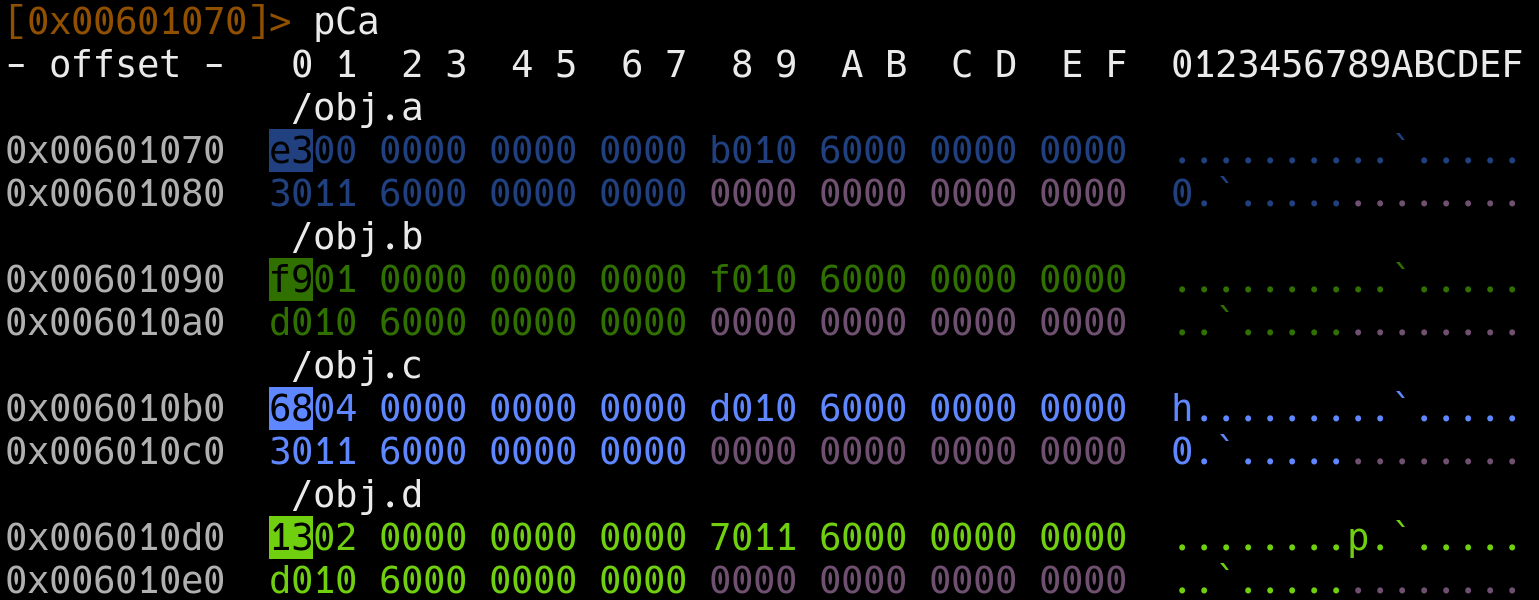 [0x00601070]> pCa
- offset -   0 1  2 3  4 5  6 7  8 9  A B  C D  E F  0123456789ABCDEF
/obj.a
0x00601070  e300 0000 0000 0000 b010 6000 0000 0000  ..........`.....
0x00601080  3011 6000 0000 0000 0000 0000 0000 0000  0.`.............
/obj.b
0x00601090  f901 0000 0000 0000 f010 6000 0000 0000  ..........`.....
0x006010a0  d010 6000 0000 0000 0000 0000 0000 0000  ..`.............
/obj.c
0x006010b0  6804 0000 0000 0000 d010 6000 0000 0000  h.........`.....
0x006010c0  3011 6000 0000 0000 0000 0000 0000 0000  0.`.............
/obj.d
0x006010d0  1302 0000 0000 0000 7011 6000 0000 0000  ........p.`.....
0x006010e0  d010 6000 0000 0000 0000 0000 0000 0000  ..`.............